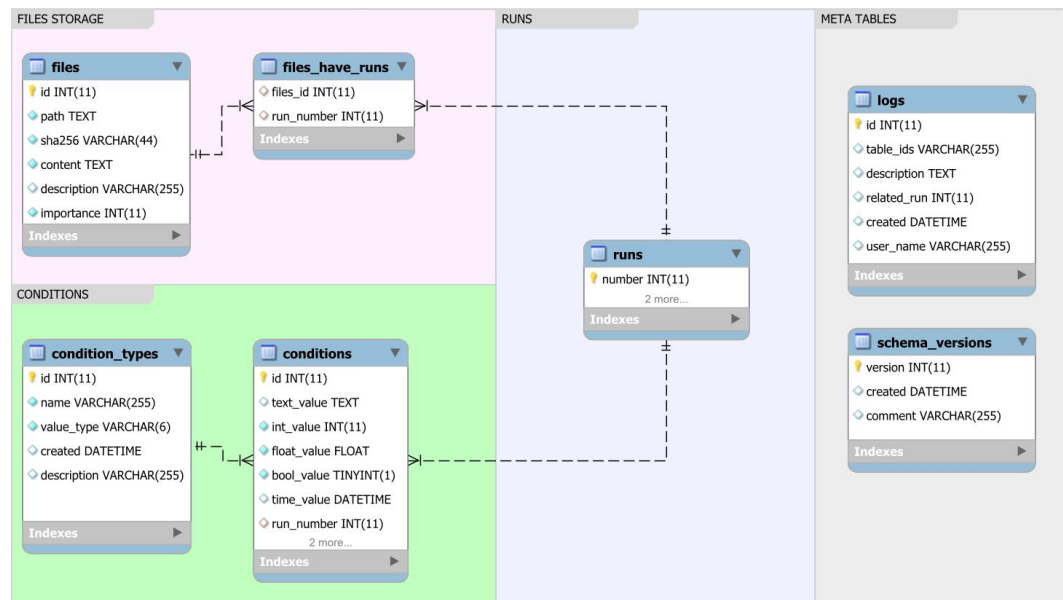 FILES STORAGE
files
id INT(11)
path TEXT
sha256 VARCHAR(44)
content TEXT
description VARCHAR(255)
importance INT(11)
Indexes
files_have_runs
files_id INT(11)
run_number INT(11)
Indexes
CONDITIONS
condition_types
id INT(11)
name VARCHAR(255)
value_type VARCHAR(6)
created DATETIME
description VARCHAR(255)
Indexes
conditions
id INT(11)
text_value TEXT
int_value INT(11)
float_value FLOAT
bool_value TINYINT(1)
time_value DATETIME
run_number INT(11)
2 more...
Indexes
RUNS
runs
number INT(11)
2 more...
Indexes
META TABLES
logs
id INT(11)
table_ids VARCHAR(255)
description TEXT
related_run INT(11)
created DATETIME
user_name VARCHAR(255)
Indexes
schema_versions
version INT(11)
created DATETIME
comment VARCHAR(255)
Indexes